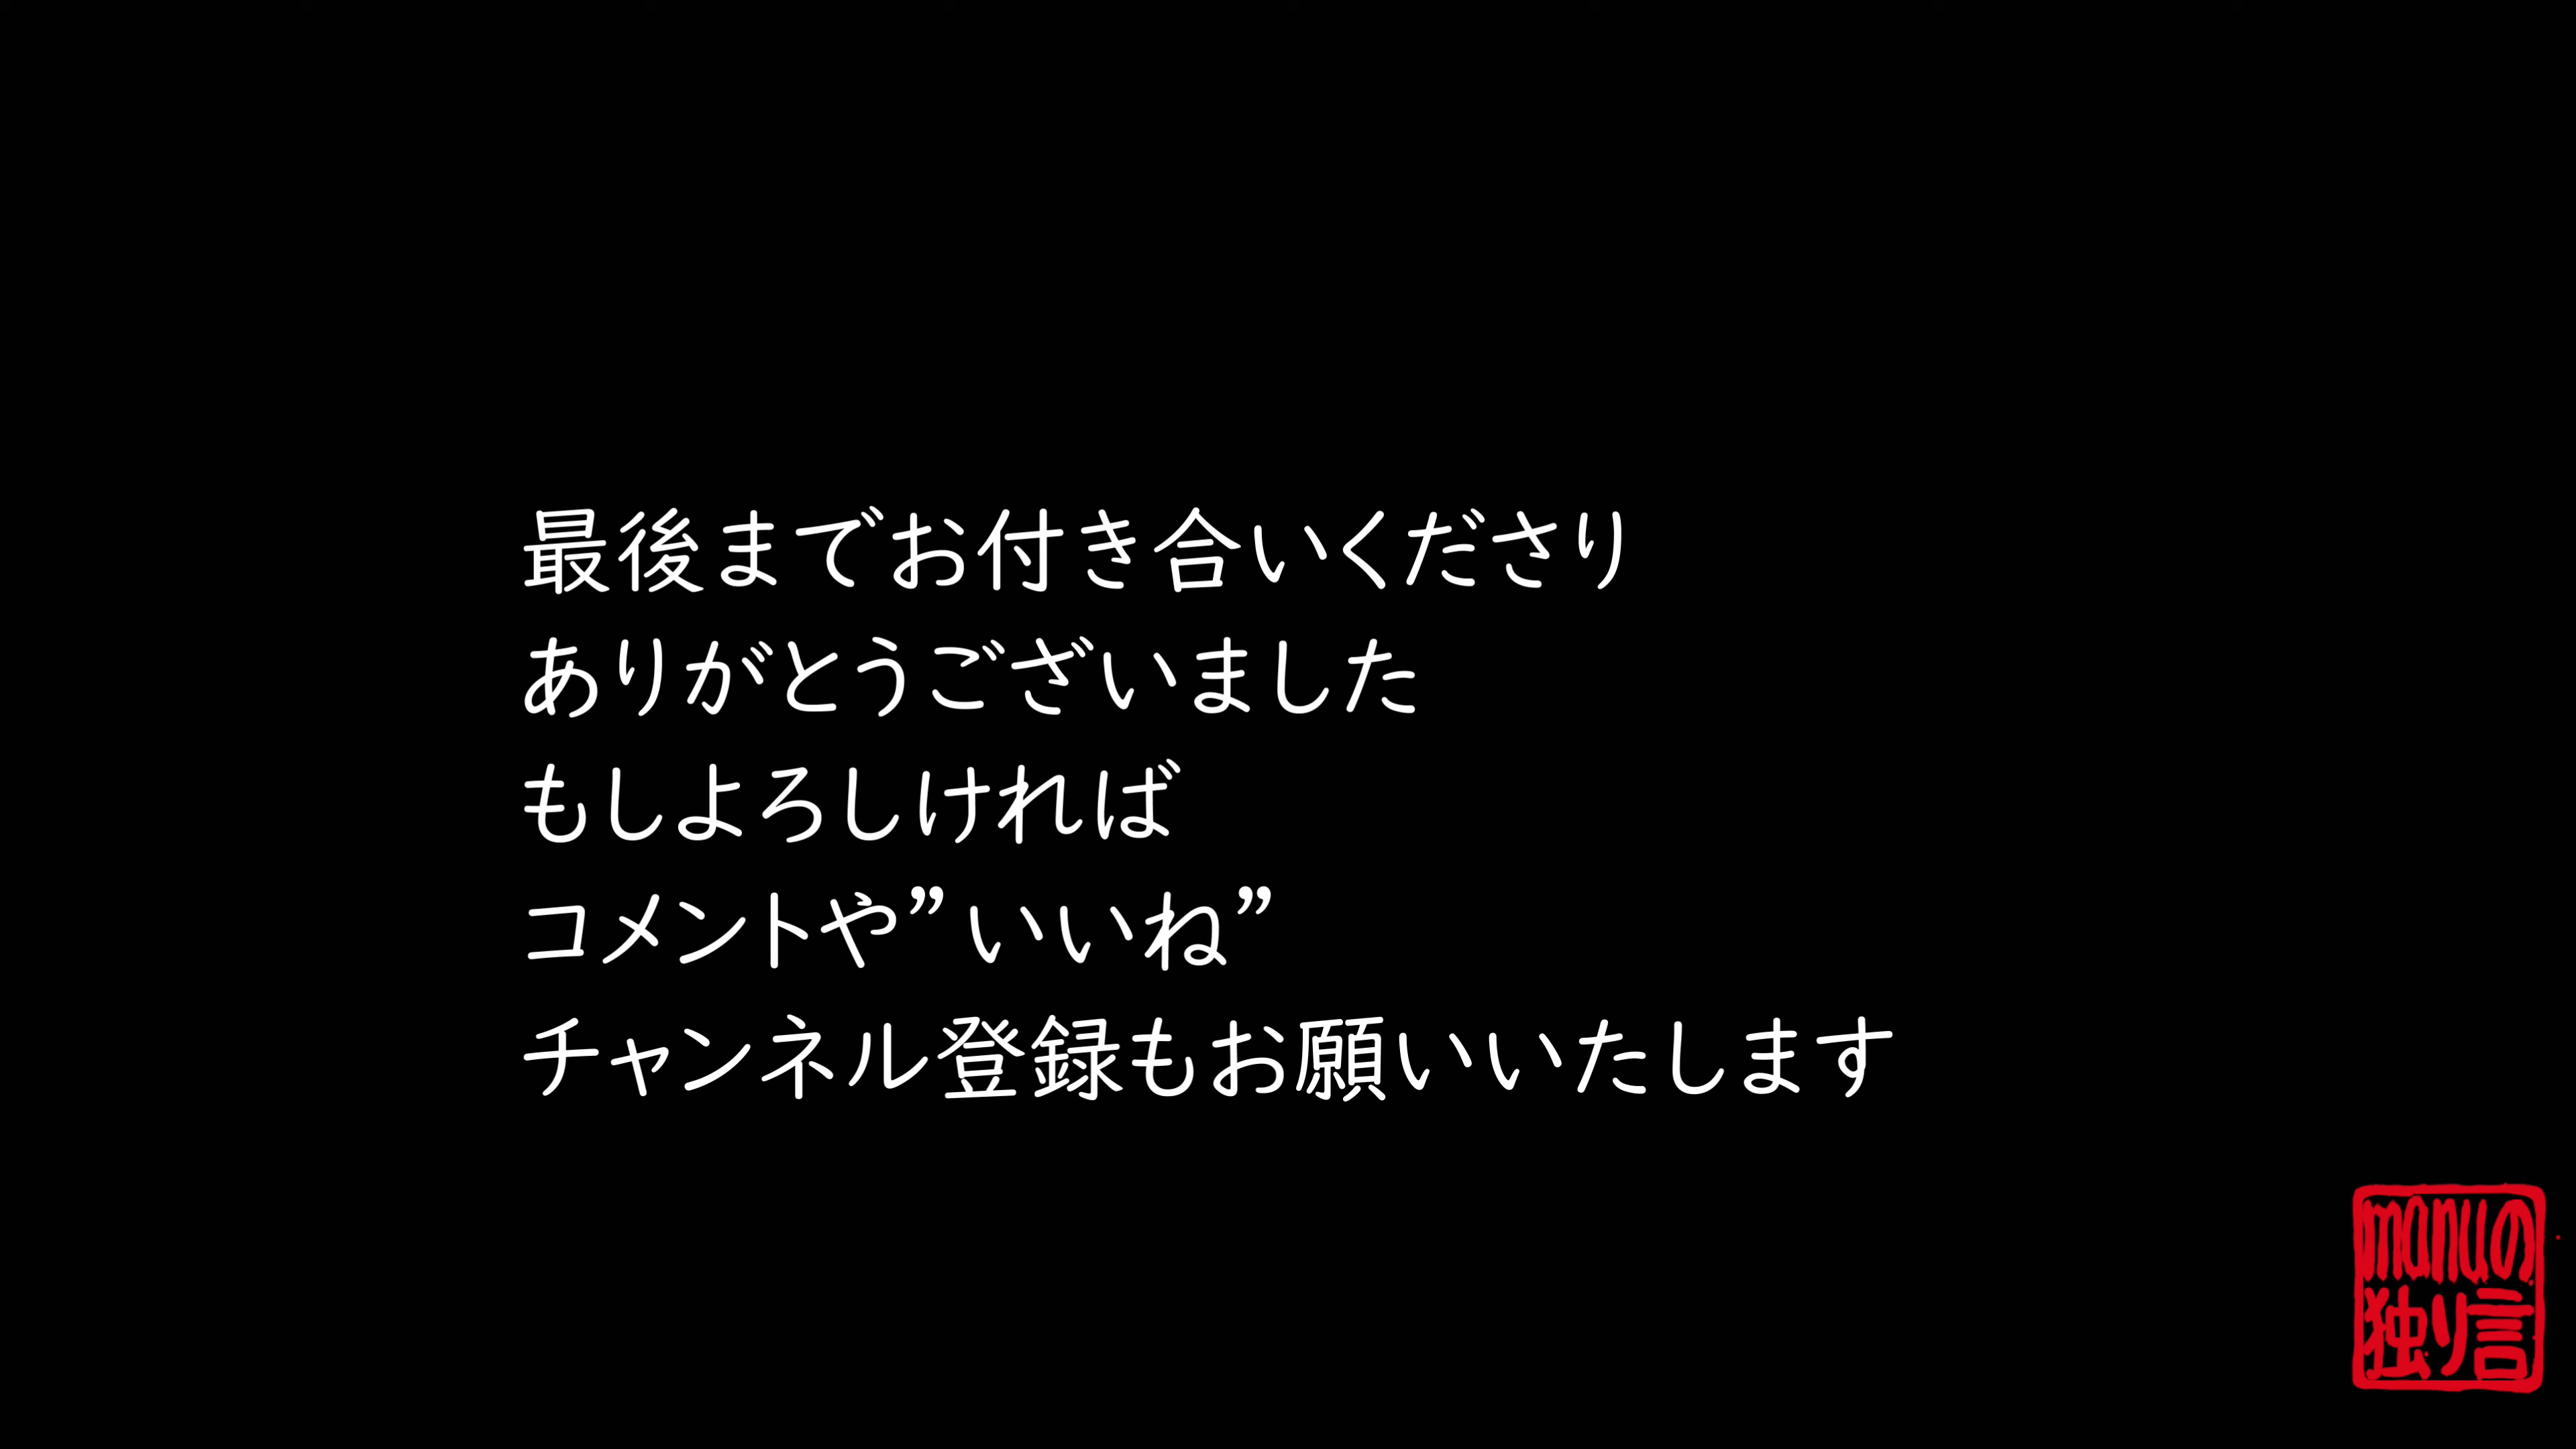 最後までお付き合いくださり
ありがとうございました
もしよろしければ
コメントや”いいね”
チャンネル登録もお願いいたします
manuの
独り言